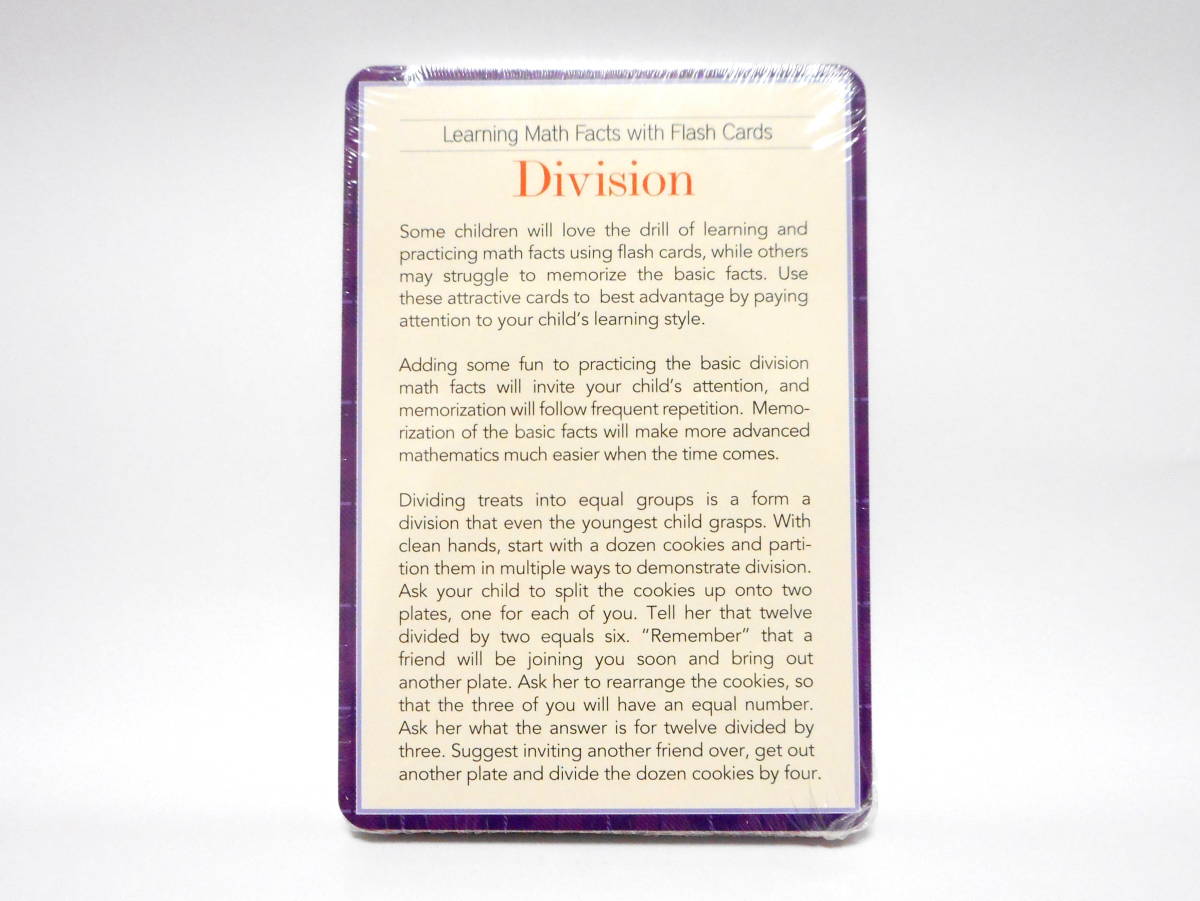 Learning Math Facts with Flash Cards
Division
Some children will love the drill of learning and
practicing math facts using flash cards, while others
may struggle to memorize the basic facts. Use
these attractive cards to best advantage by paying
attention to your child's learning style.
Adding some fun to practicing the basic division
math facts will invite your child's attention, and
memorization will follow frequent repetition. Memo-
rization of the basic facts will make more advanced
mathematics much easier when the time comes.
Dividing treats into equal groups is a form a
division that even the youngest child grasps. With
clean hands, start with a dozen cookies and parti-
tion them in multiple ways to demonstrate division.
Ask your child to split the cookies up onto two
plates, one for each of you. Tell her that twelve
divided by two equals six. "Remember" that a
friend will be joining you soon and bring out
another plate. Ask her to rearrange the cookies, so
that the three of you will have an equal number.
Ask her what the answer is for twelve divided by
three. Suggest inviting another friend over, get out
another plate and divide the dozen cookies by four.